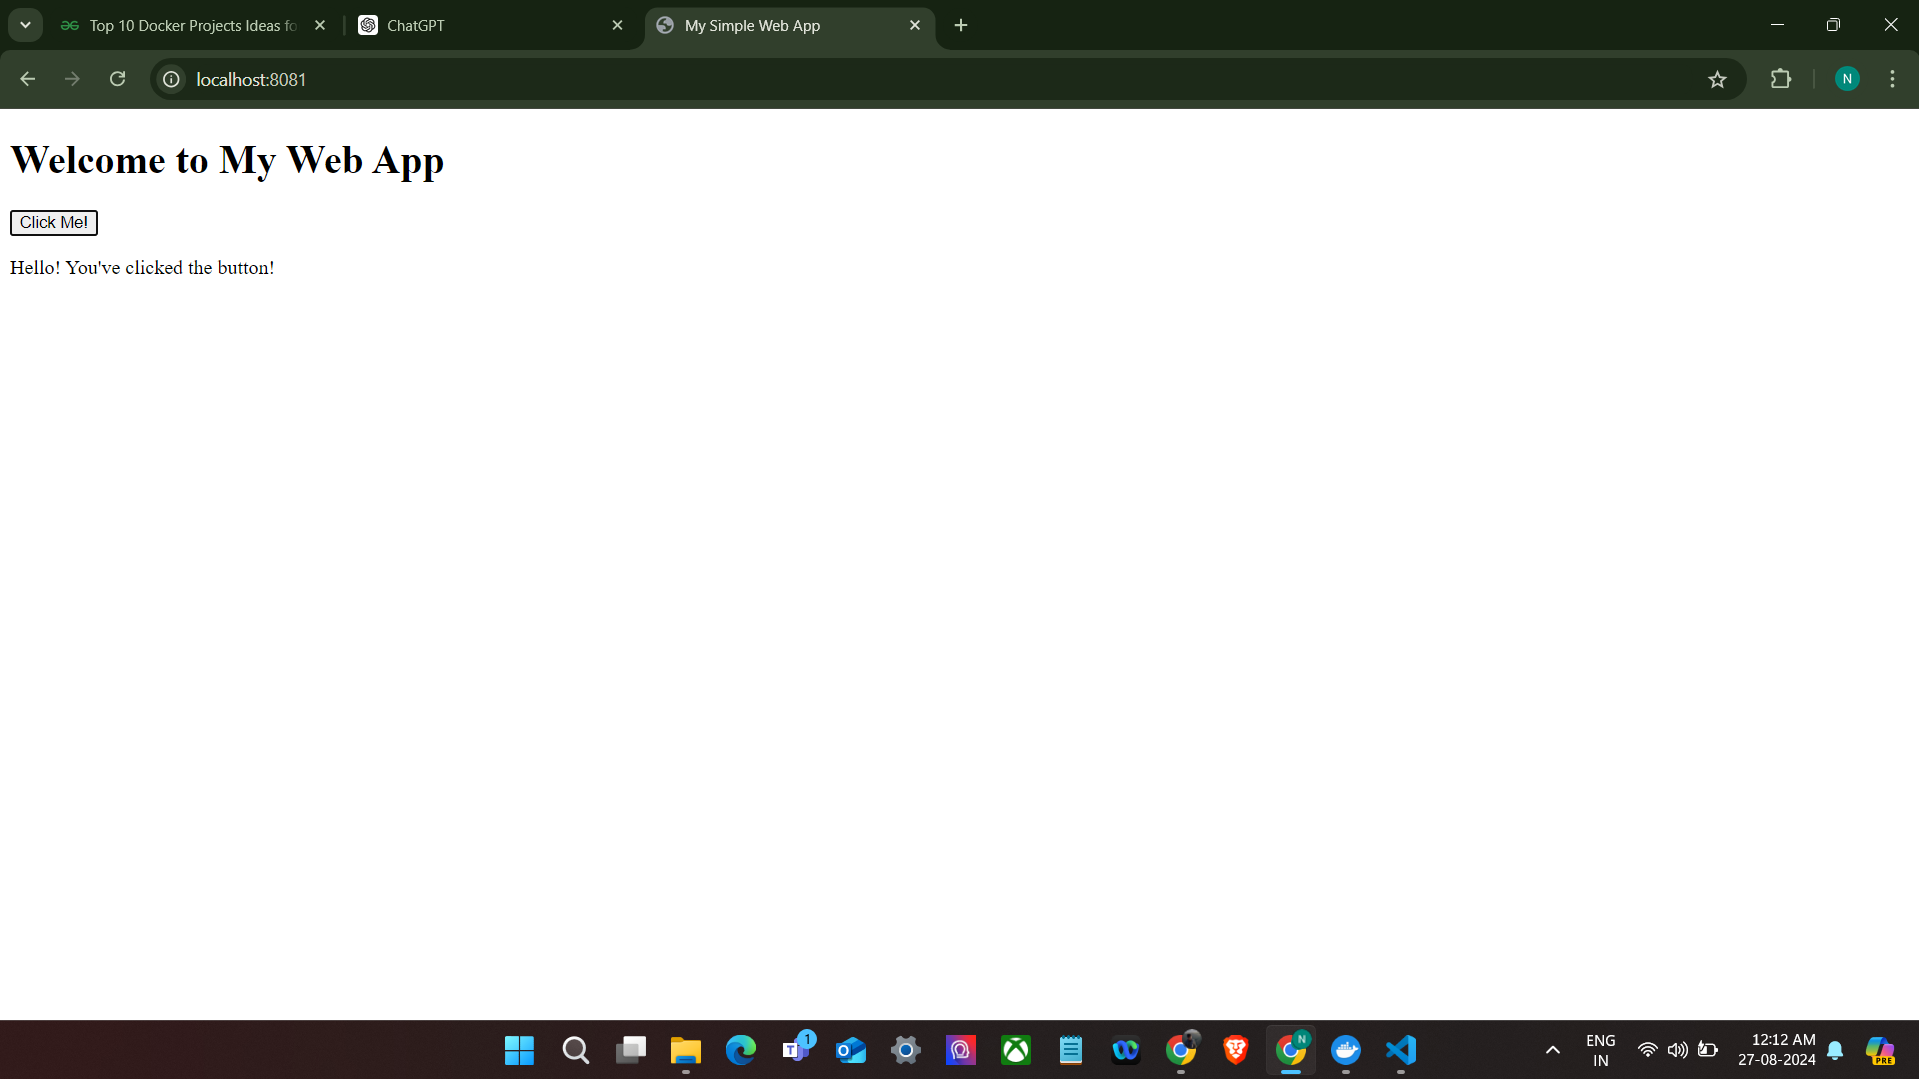 Top 10 Docker Projects Ideas fo
ChatGPT
My Simple Web App
localhost:8081
N
Welcome to My Web App
Click Me!
Hello! You've clicked the button!
1
T
O
N
ENG
IN
12:12 AM
27-08-2024
PRE